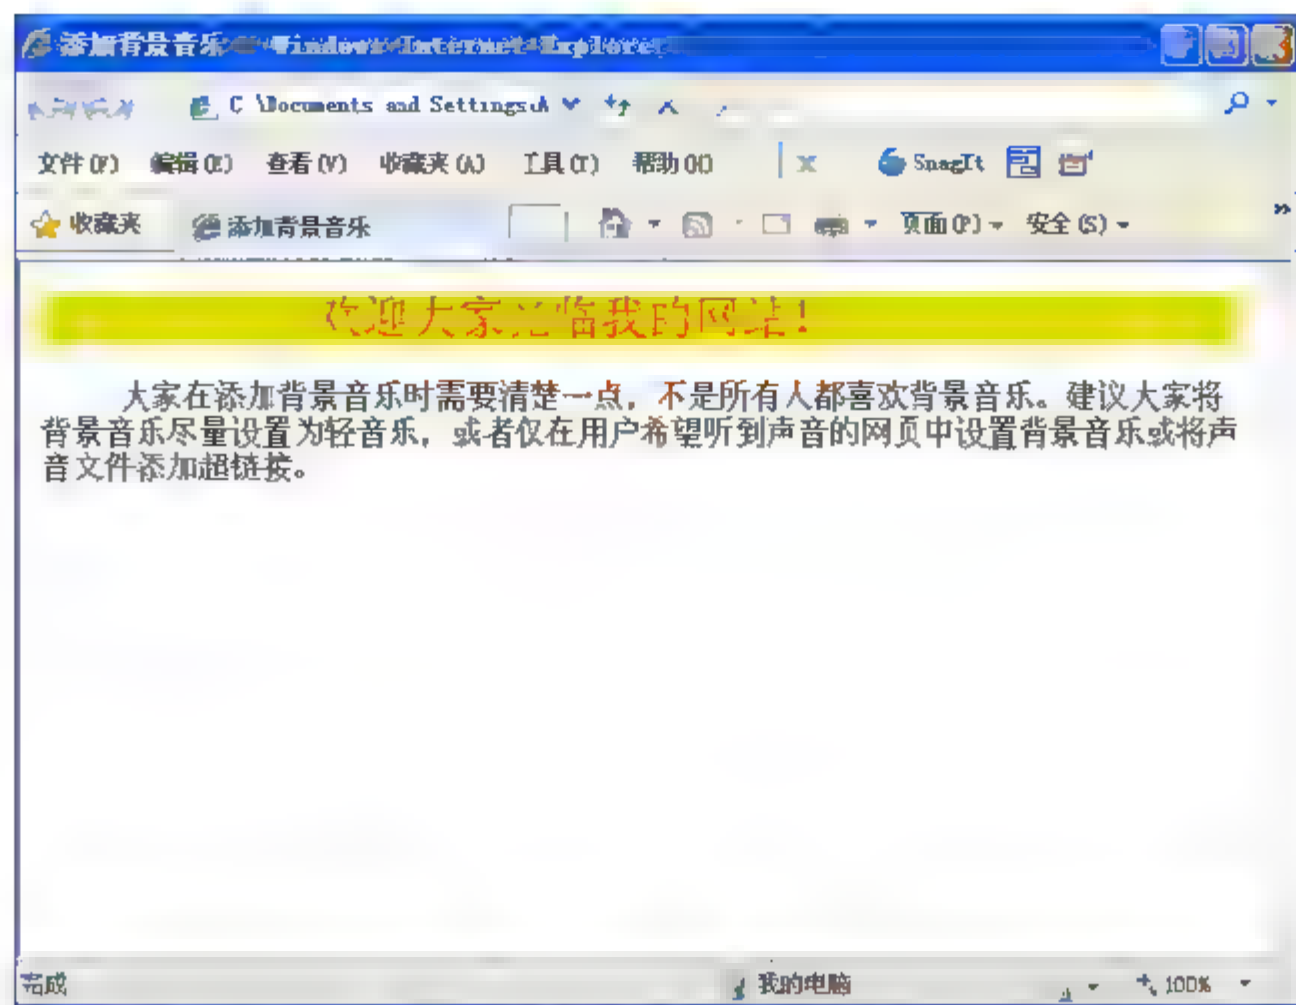 添加背景音乐 - Windows Internet Explorer
C:\Documents and Settings\A
文件(F) 编辑(E) 查看(V) 收藏夹(A) 工具(T) 帮助(H) x SnagIt
收藏夹 添加背景音乐 页面(P) 安全(S) »
欢迎大家光临我的网站！
大家在添加背景音乐时需要清楚一点，不是所有人都喜欢背景音乐。建议大家将
背景音乐尽量设置为轻音乐，或者仅在用户希望听到声音的网页中设置背景音乐或将声
音文件添加超链接。
完成 我的电脑 100%